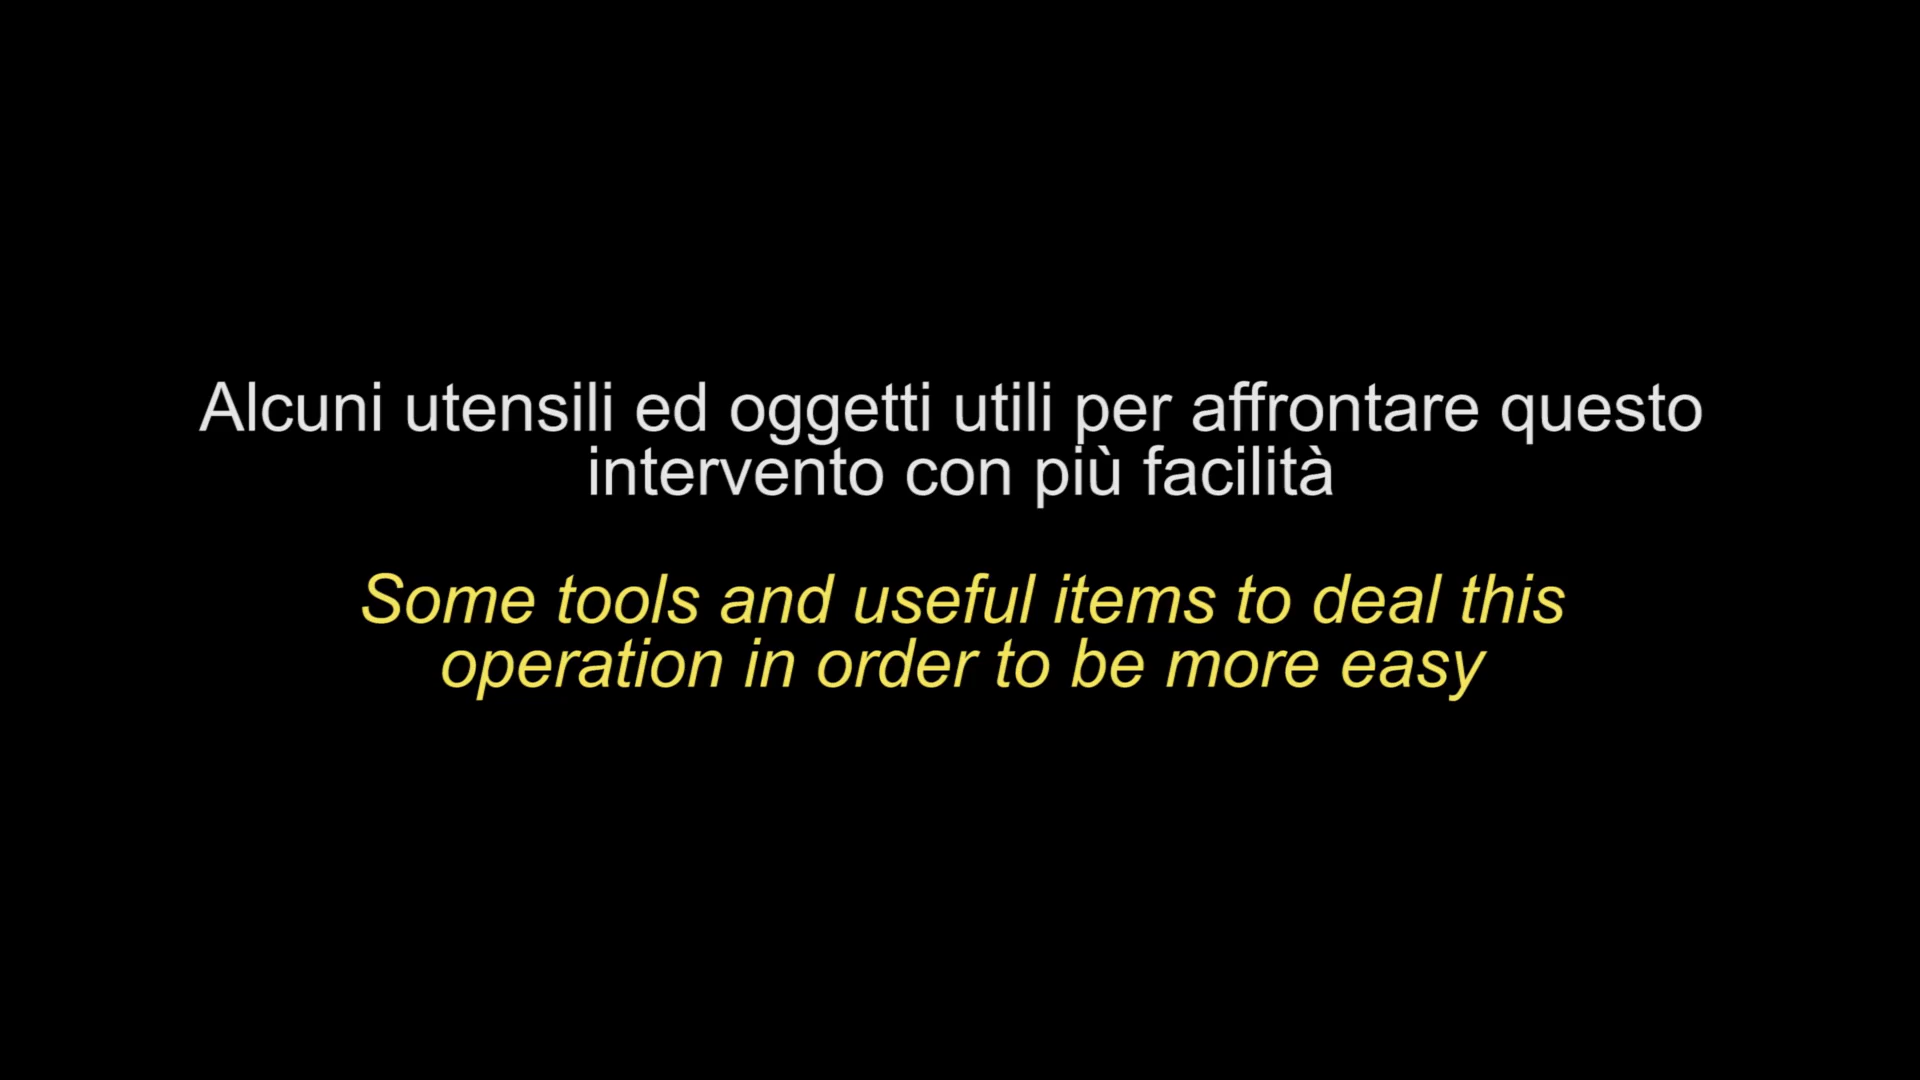 Alcuni utensili ed oggetti utili per affrontare questo
intervento con più facilità
Some tools and useful items to deal this
operation in order to be more easy